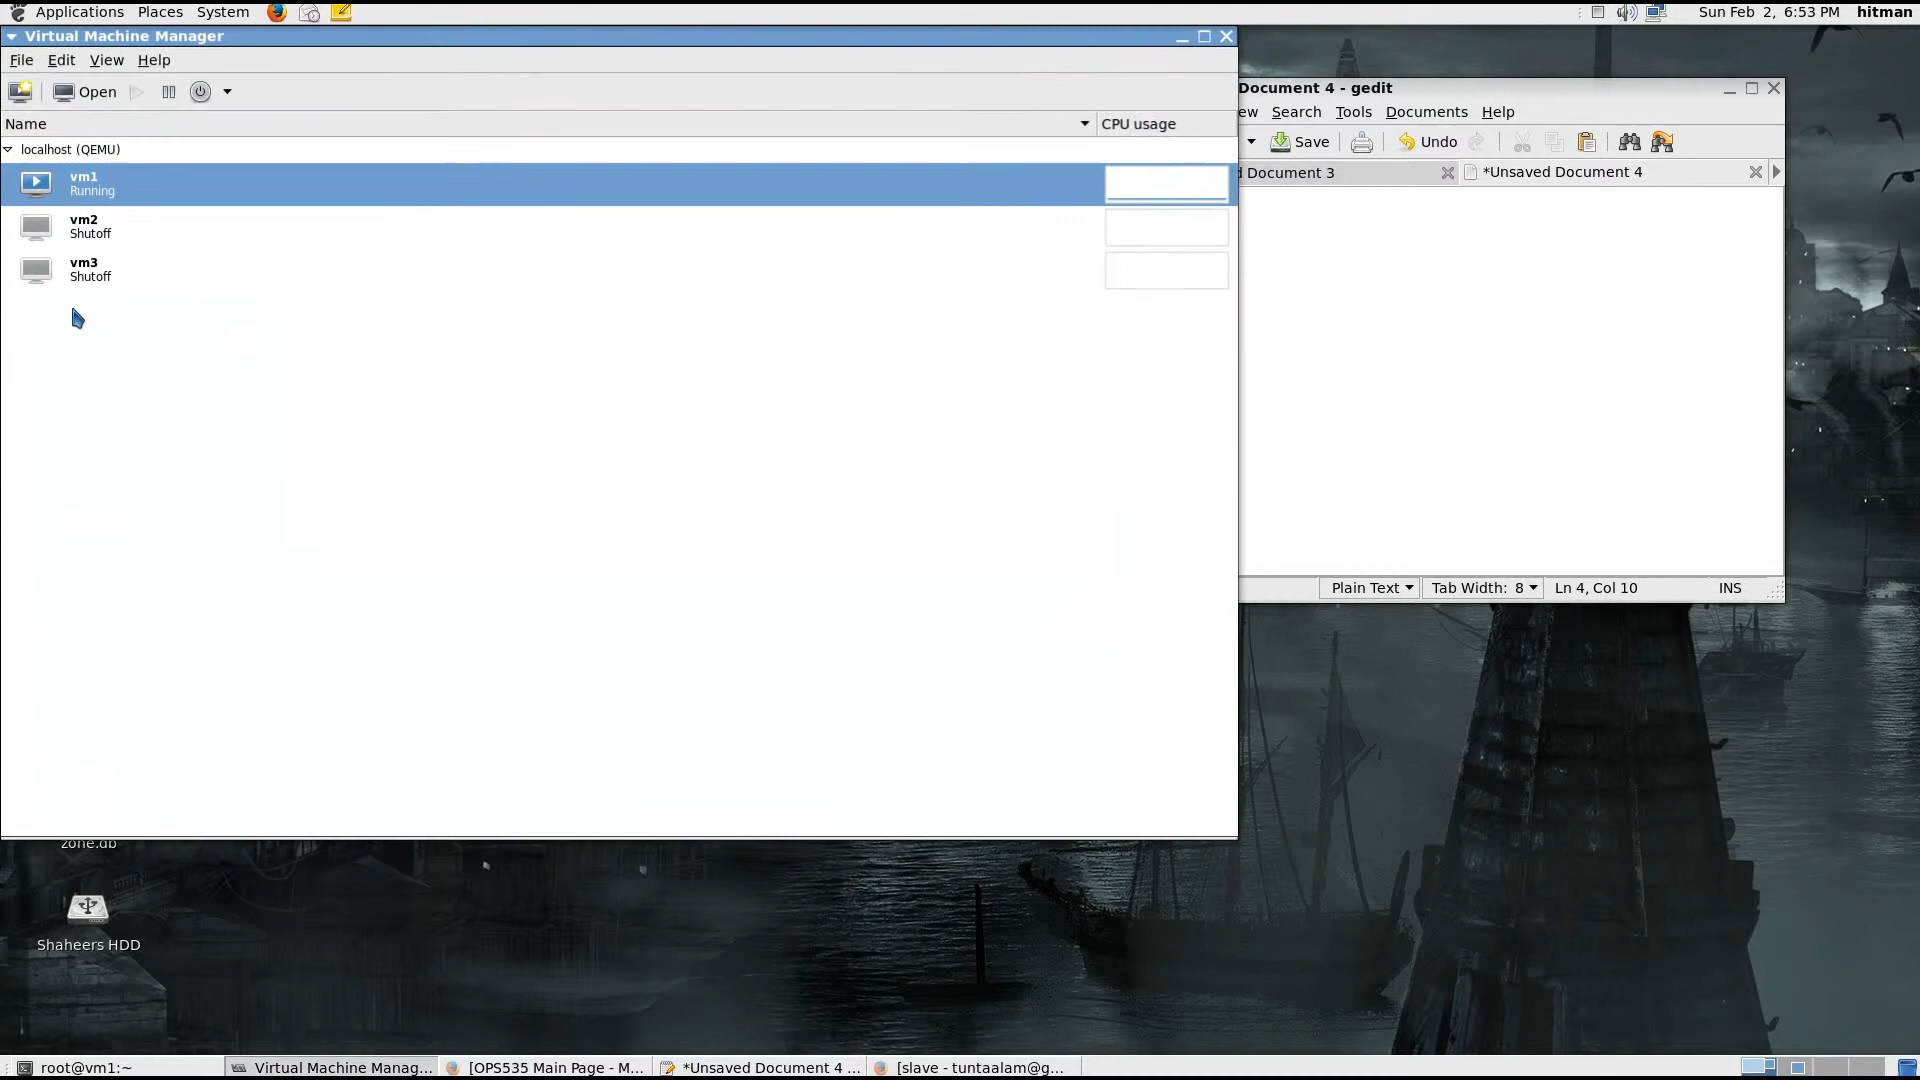 Applications Places System Sun Feb 2, 6:53 PM hitman
Virtual Machine Manager
File Edit View Help
Open
Name CPU usage
localhost (QEMU)
vm1
Running
vm2
Shutoff
vm3
Shutoff
Document 4 - gedit
ew Search Tools Documents Help
Save Undo
d Document 3 *Unsaved Document 4
Plain Text Tab Width: 8 Ln 4, Col 10 INS
zone.db
Shaheers HDD
root@vm1:~ Virtual Machine Manag... [OPS535 Main Page - M... *Unsaved Document 4 ... [slave - tuntaalam@g...